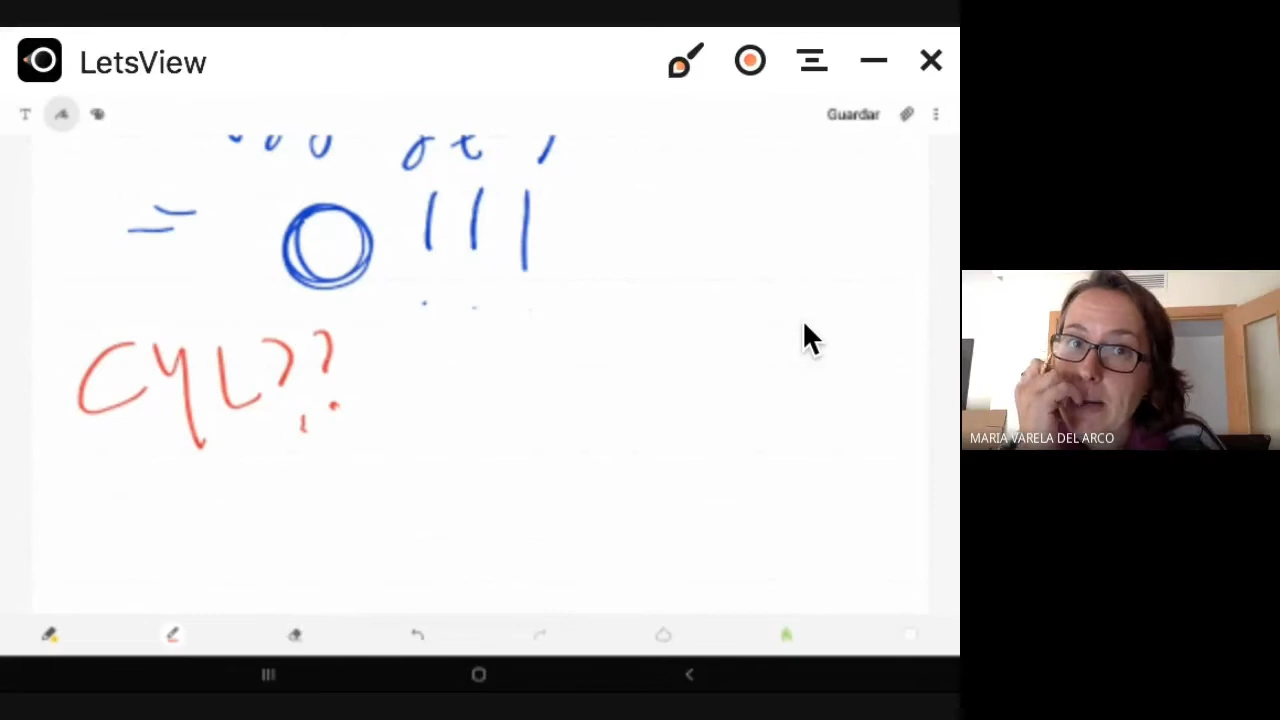 LetsView
T Guardar
= O !!!
CYL??
MARIA VARELA DEL ARCO